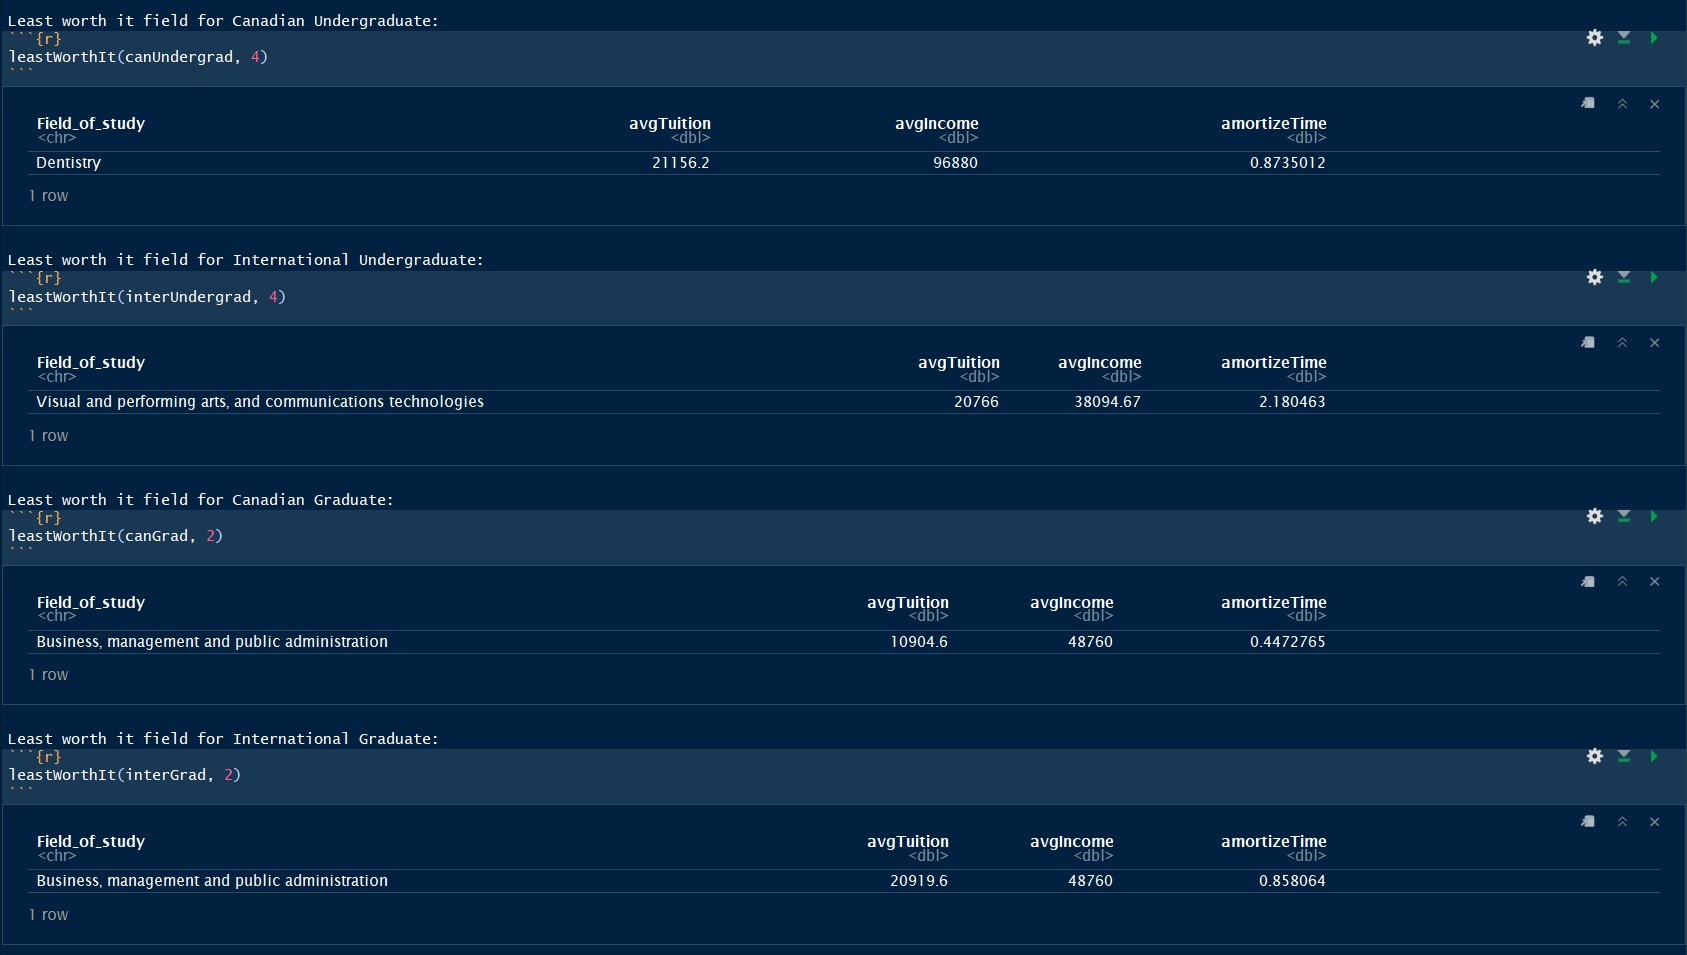 Least worth it field for Canadian Undergraduate:
```{r}
leastWorthIt(canUndergrad, 4)
```
Field_of_study avgTuition avgIncome amortizeTime
<chr> <dbl> <dbl> <dbl>
Dentistry 21156.2 96880 0.8735012
1 row
Least worth it field for International Undergraduate:
```{r}
leastWorthIt(interUndergrad, 4)
```
Field_of_study avgTuition avgIncome amortizeTime
<chr> <dbl> <dbl> <dbl>
Visual and performing arts, and communications technologies 20766 38094.67 2.180463
1 row
Least worth it field for Canadian Graduate:
```{r}
leastWorthIt(canGrad, 2)
```
Field_of_study avgTuition avgIncome amortizeTime
<chr> <dbl> <dbl> <dbl>
Business, management and public administration 10904.6 48760 0.4472765
1 row
Least worth it field for International Graduate:
```{r}
leastWorthIt(interGrad, 2)
```
Field_of_study avgTuition avgIncome amortizeTime
<chr> <dbl> <dbl> <dbl>
Business, management and public administration 20919.6 48760 0.858064
1 row